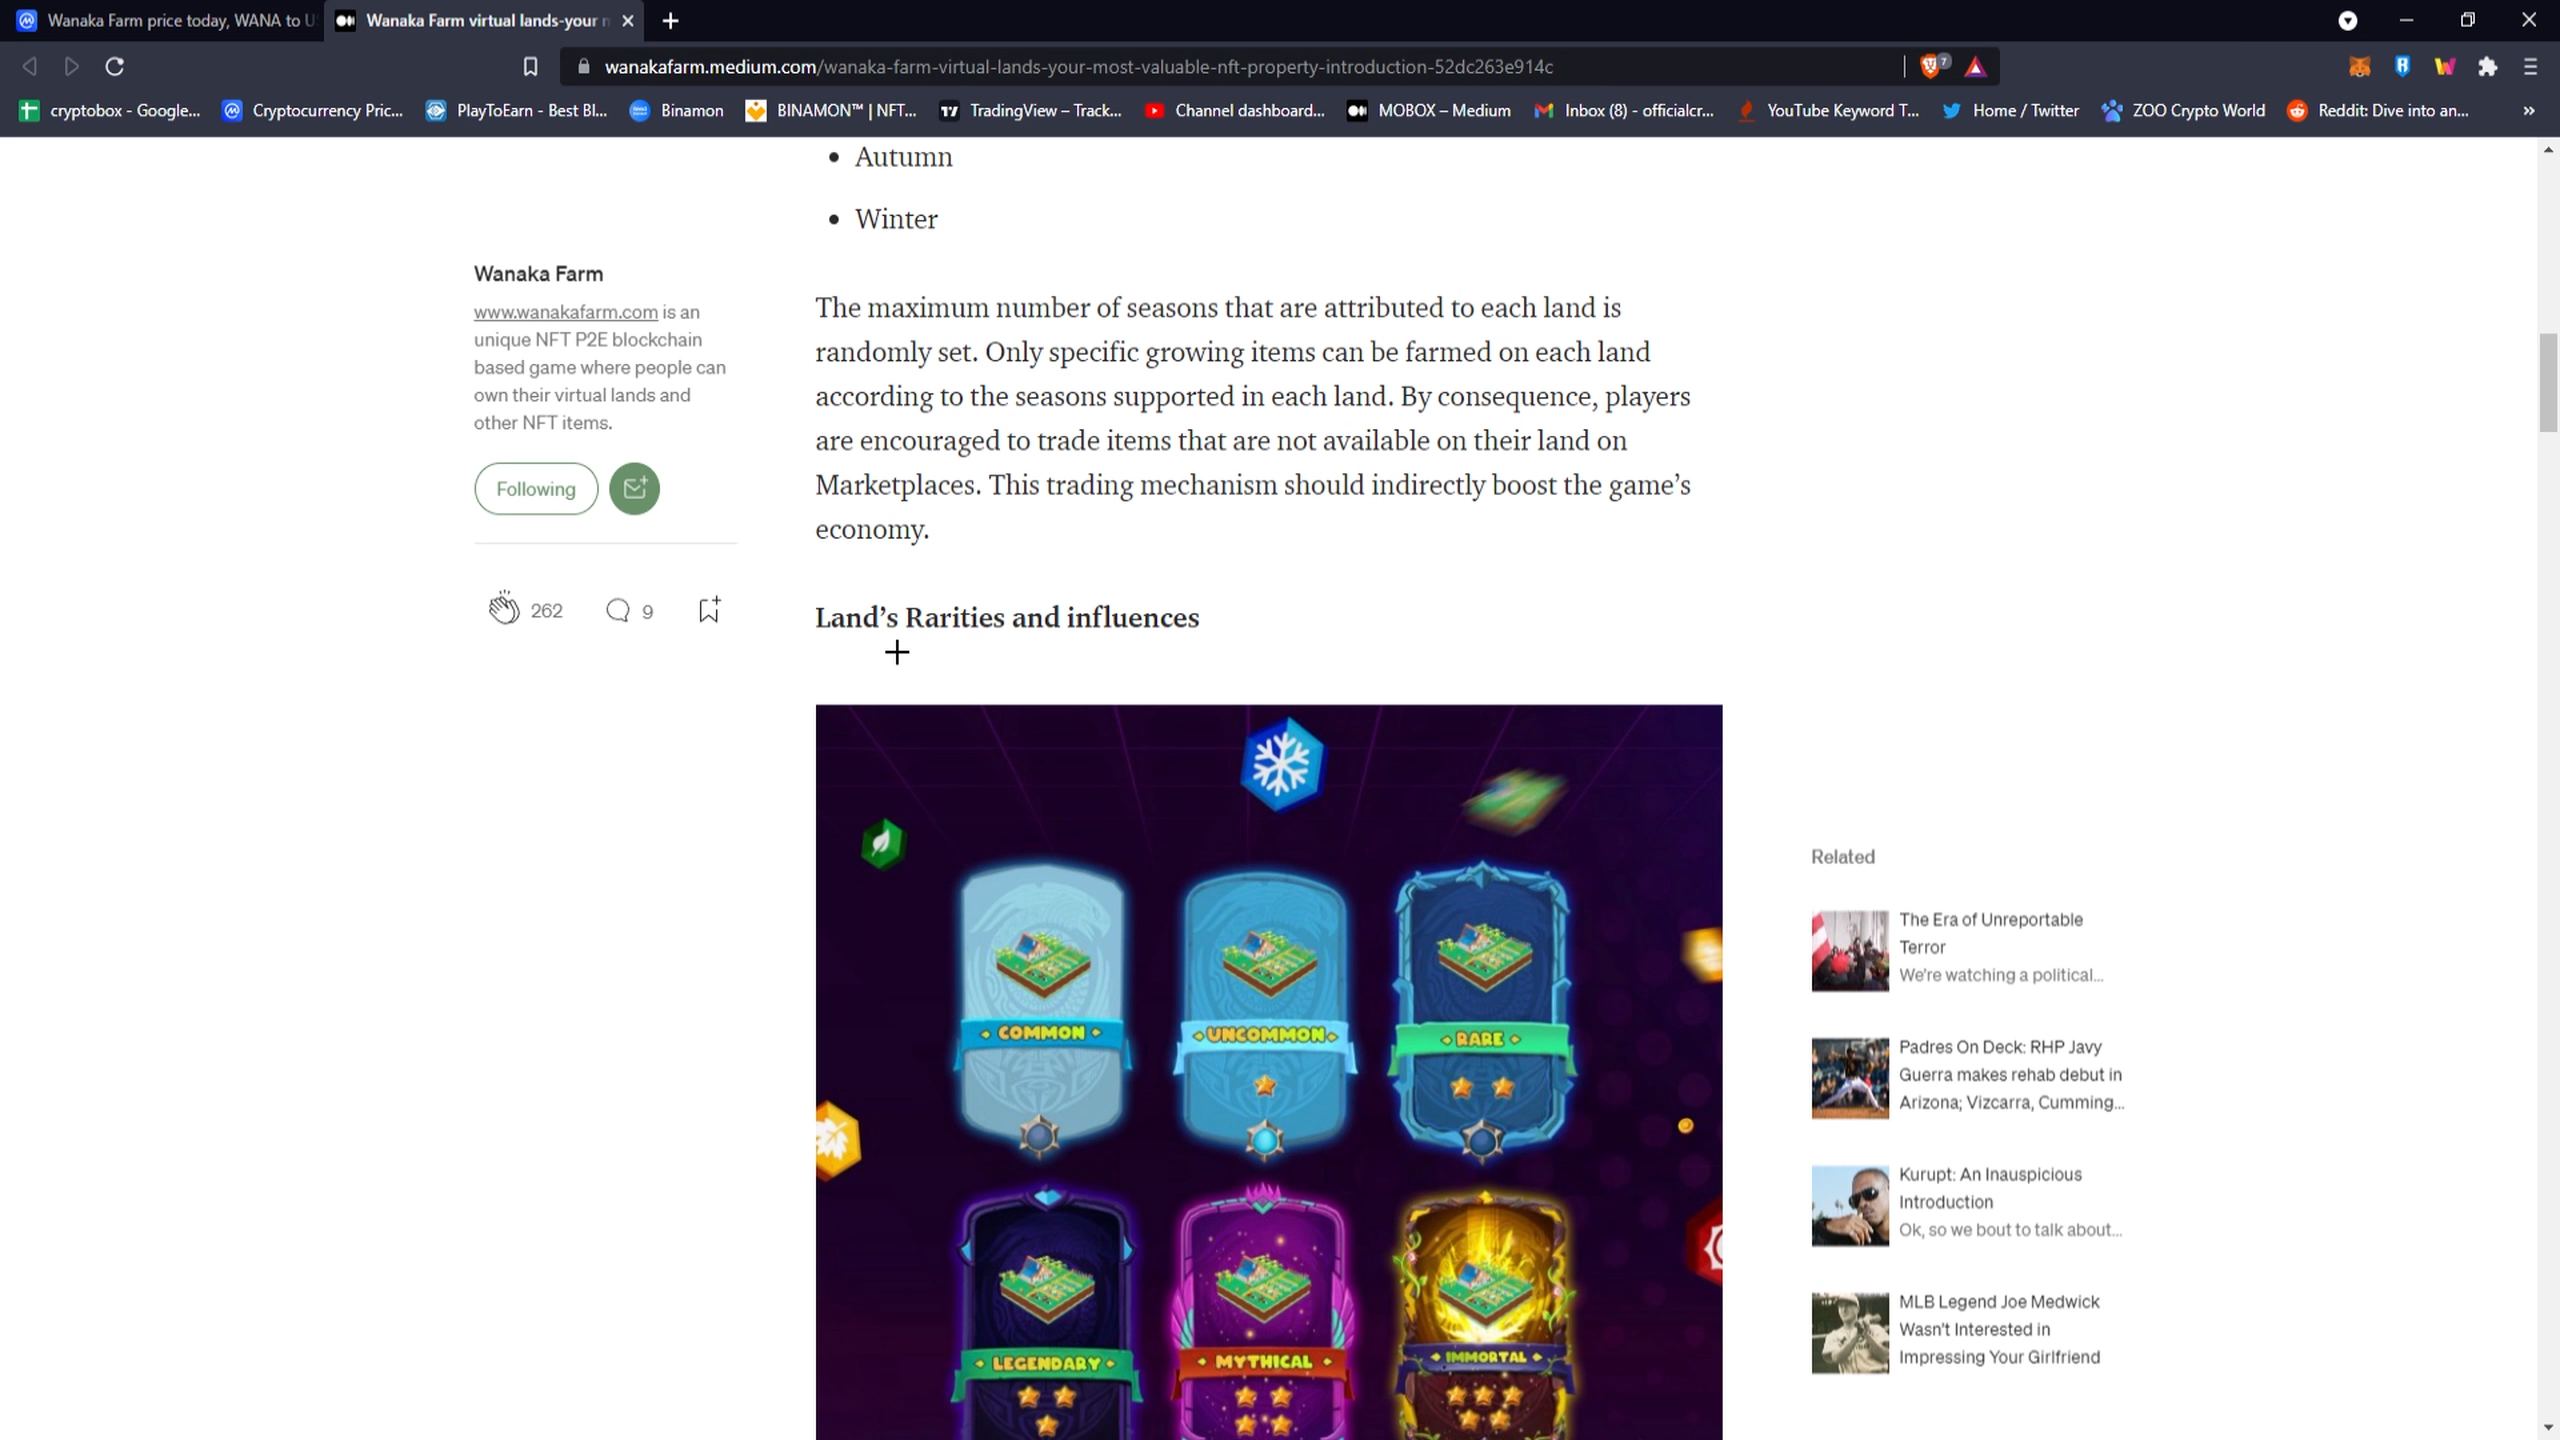 Wanaka Farm price today, WANA to U
Wanaka Farm virtual lands-your
wanakafarm.medium.com/wanaka-farm-virtual-lands-your-most-valuable-nft-property-introduction-52dc263e914c
7
cryptobox - Google...
Cryptocurrency Pric...
PlayToEarn - Best Bl...
Binamon
BINAMON™ | NFT...
TradingView – Track...
Channel dashboard...
MOBOX – Medium
Inbox (8) - officialcr...
YouTube Keyword T...
Home / Twitter
ZOO Crypto World
Reddit: Dive into an...
»
• Autumn
• Winter
Wanaka Farm
www.wanakafarm.com is an
unique NFT P2E blockchain
based game where people can
own their virtual lands and
other NFT items.
Following
262
9
The maximum number of seasons that are attributed to each land is
randomly set. Only specific growing items can be farmed on each land
according to the seasons supported in each land. By consequence, players
are encouraged to trade items that are not available on their land on
Marketplaces. This trading mechanism should indirectly boost the game’s
economy.
Land’s Rarities and influences
COMMON
UNCOMMON
RARE
LEGENDARY
MYTHICAL
IMMORTAL
Related
The Era of Unreportable
Terror
We're watching a political...
Padres On Deck: RHP Javy
Guerra makes rehab debut in
Arizona; Vizcarra, Cumming...
Kurupt: An Inauspicious
Introduction
Ok, so we bout to talk about...
MLB Legend Joe Medwick
Wasn't Interested in
Impressing Your Girlfriend